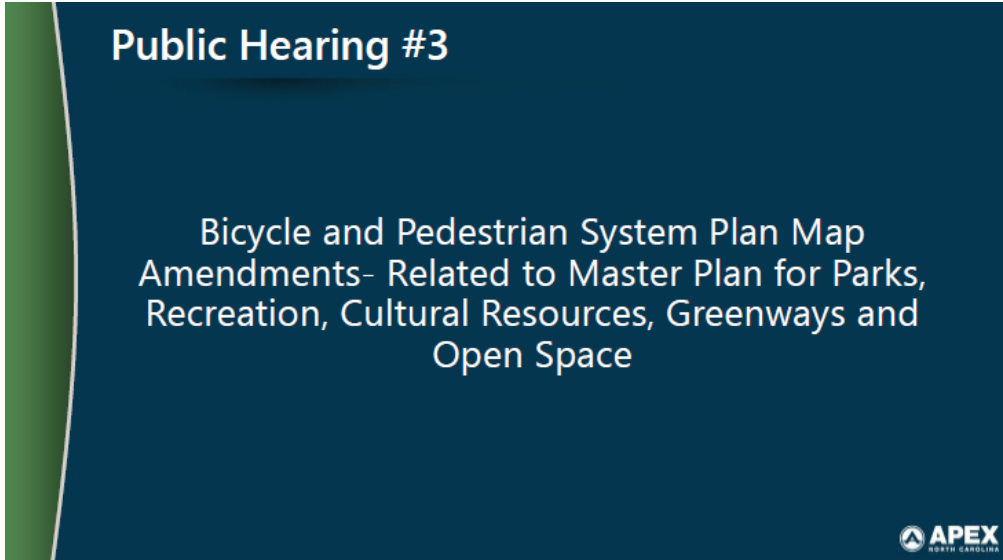 Public Hearing #3
Bicycle and Pedestrian System Plan Map
Amendments- Related to Master Plan for Parks,
Recreation, Cultural Resources, Greenways and
Open Space
APEX
NORTH CAROLINA